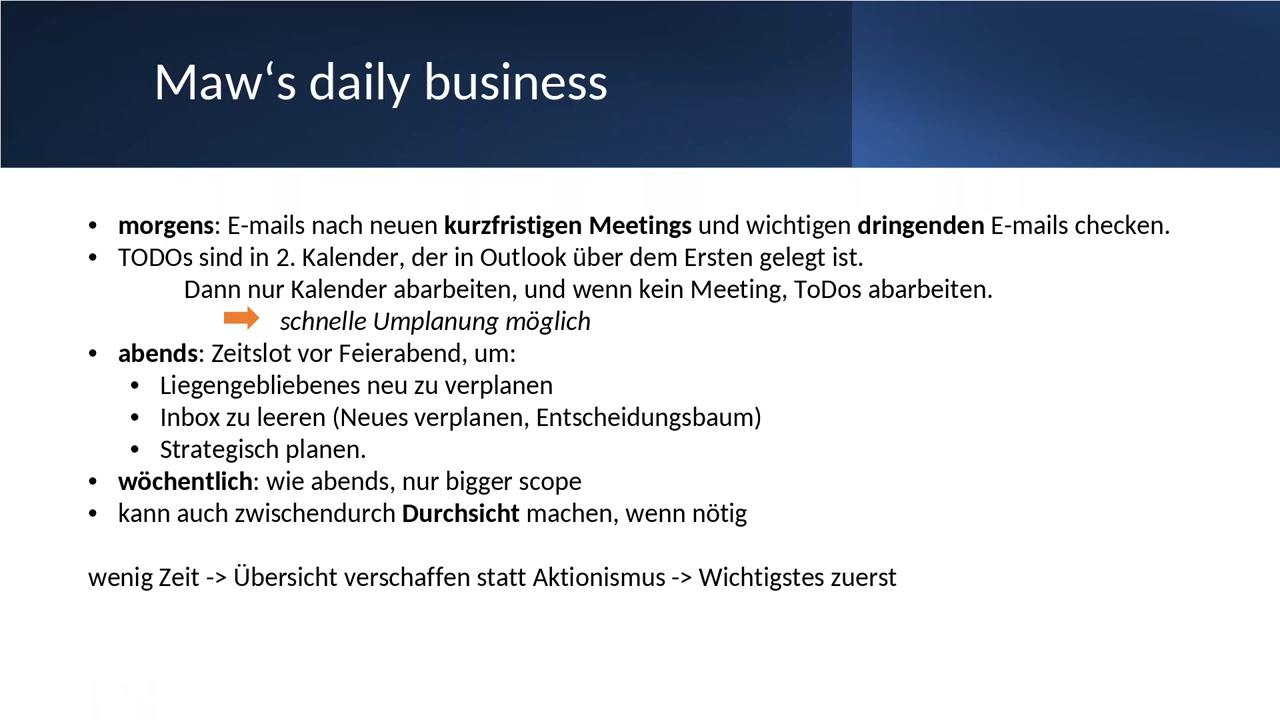 Maw‘s daily business
• morgens: E-mails nach neuen kurzfristigen Meetings und wichtigen dringenden E-mails checken.
• TODOs sind in 2. Kalender, der in Outlook über dem Ersten gelegt ist.
Dann nur Kalender abarbeiten, und wenn kein Meeting, ToDos abarbeiten.
schnelle Umplanung möglich
• abends: Zeitslot vor Feierabend, um:
• Liegengebliebenes neu zu verplanen
• Inbox zu leeren (Neues verplanen, Entscheidungsbaum)
• Strategisch planen.
• wöchentlich: wie abends, nur bigger scope
• kann auch zwischendurch Durchsicht machen, wenn nötig
wenig Zeit -> Übersicht verschaffen statt Aktionismus -> Wichtigstes zuerst